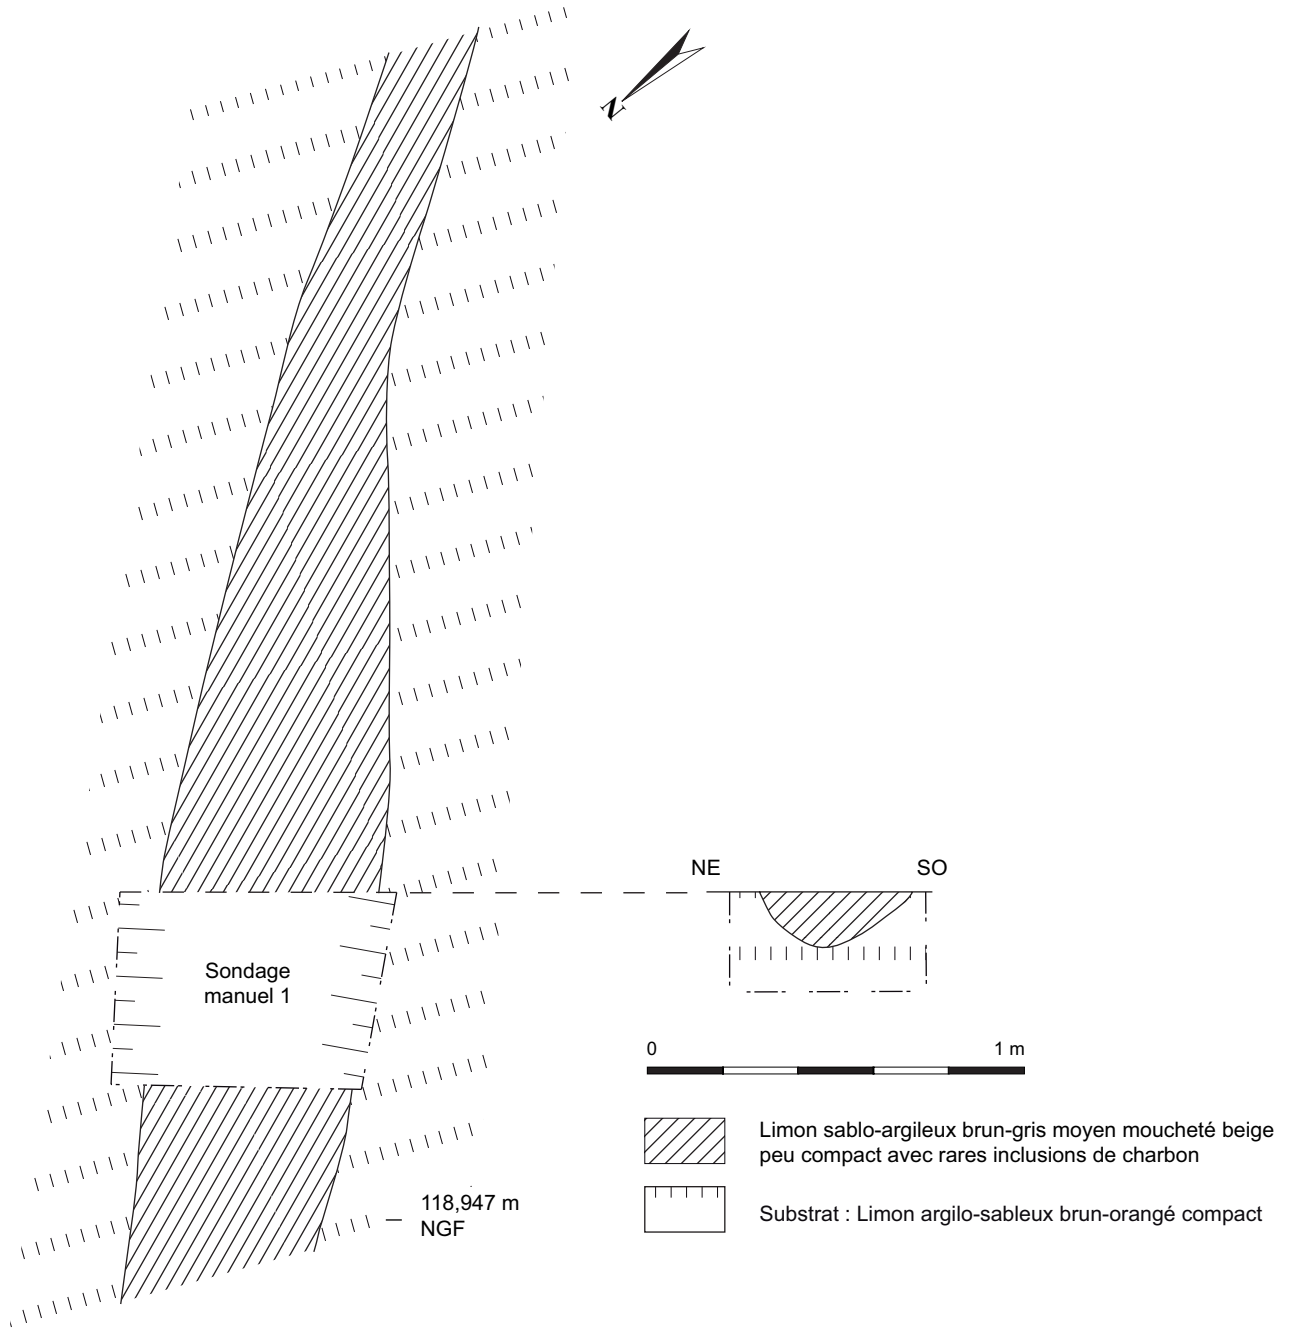 N
NE
SO
Sondage
manuel 1
0
1 m
Limon sablo-argileux brun-gris moyen moucheté beige
peu compact avec rares inclusions de charbon
118,947 m
NGF
Substrat : Limon argilo-sableux brun-orangé compact